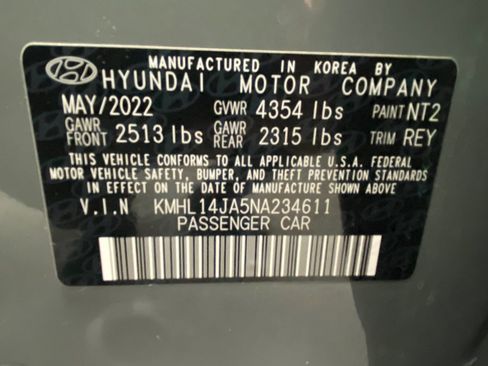 MANUFACTURED IN KOREA BY
HYUNDAI MOTOR COMPANY
MAY/2022 GVWR 4354 lbs PAINT NT2
GAWR FRONT 2513 lbs GAWR REAR 2315 lbs TRIM REY
THIS VEHICLE CONFORMS TO ALL APPLICABLE U.S.A. FEDERAL
MOTOR VEHICLE SAFETY, BUMPER, AND THEFT PREVENTION STANDARDS
IN EFFECT ON THE DATE OF MANUFACTURE SHOWN ABOVE.
V.I.N KMHL14JA5NA234611
PASSENGER CAR